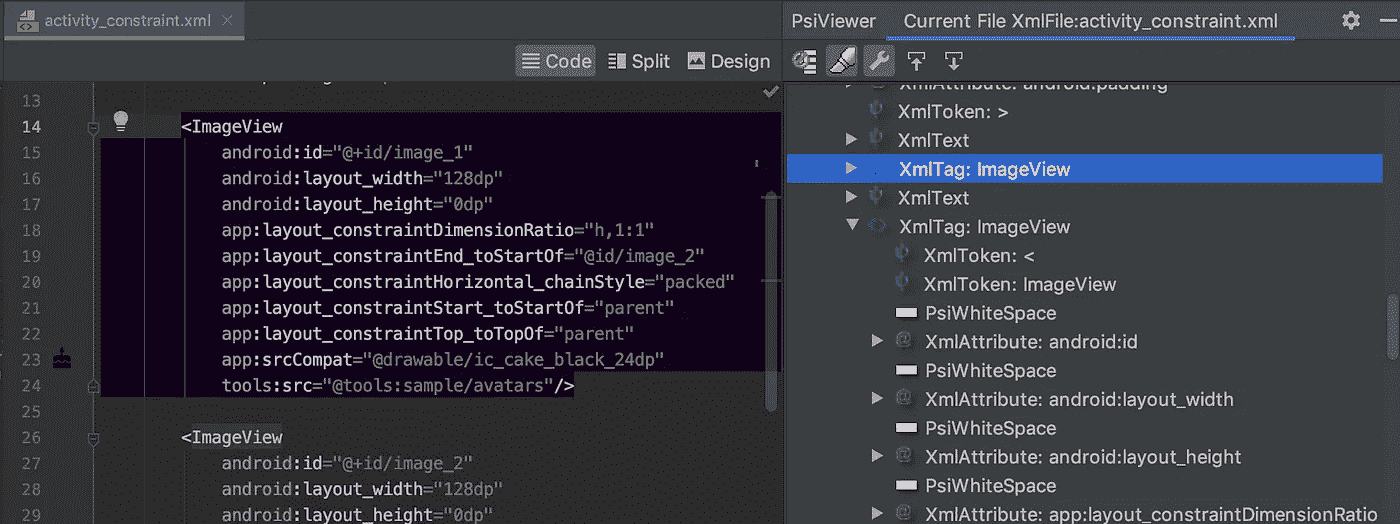 activity_constraint.xml
Code Split Design
13
14 <ImageView
15 android:id="@+id/image_1"
16 android:layout_width="128dp"
17 android:layout_height="0dp"
18 app:layout_constraintDimensionRatio="h,1:1"
19 app:layout_constraintEnd_toStartOf="@id/image_2"
20 app:layout_constraintHorizontal_chainStyle="packed"
21 app:layout_constraintStart_toStartOf="parent"
22 app:layout_constraintTop_toTopOf="parent"
23 app:srcCompat="@drawable/ic_cake_black_24dp"
24 tools:src="@tools:sample/avatars"/>
25
26 <ImageView
27 android:id="@+id/image_2"
28 android:layout_width="128dp"
29 android:layout_height="0dp"
PsiViewer Current File XmlFile:activity_constraint.xml
XmlAttribute: android:padding
XmlToken: >
XmlText
XmlTag: ImageView
XmlText
XmlTag: ImageView
XmlToken: <
XmlToken: ImageView
PsiWhiteSpace
XmlAttribute: android:id
PsiWhiteSpace
XmlAttribute: android:layout_width
PsiWhiteSpace
XmlAttribute: android:layout_height
PsiWhiteSpace
XmlAttribute: app:layout_constraintDimensionRatio